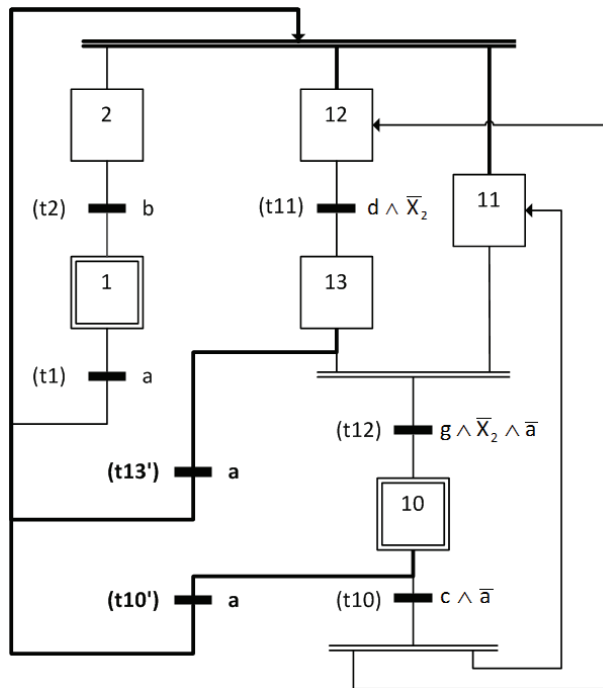 2
12
11
(t2)
b
(t11)
d ∧ X̅₂
1
13
(t1)
a
(t12)
g ∧ X̅₂ ∧ a̅
(t13')
a
10
(t10')
a
(t10)
c ∧ a̅